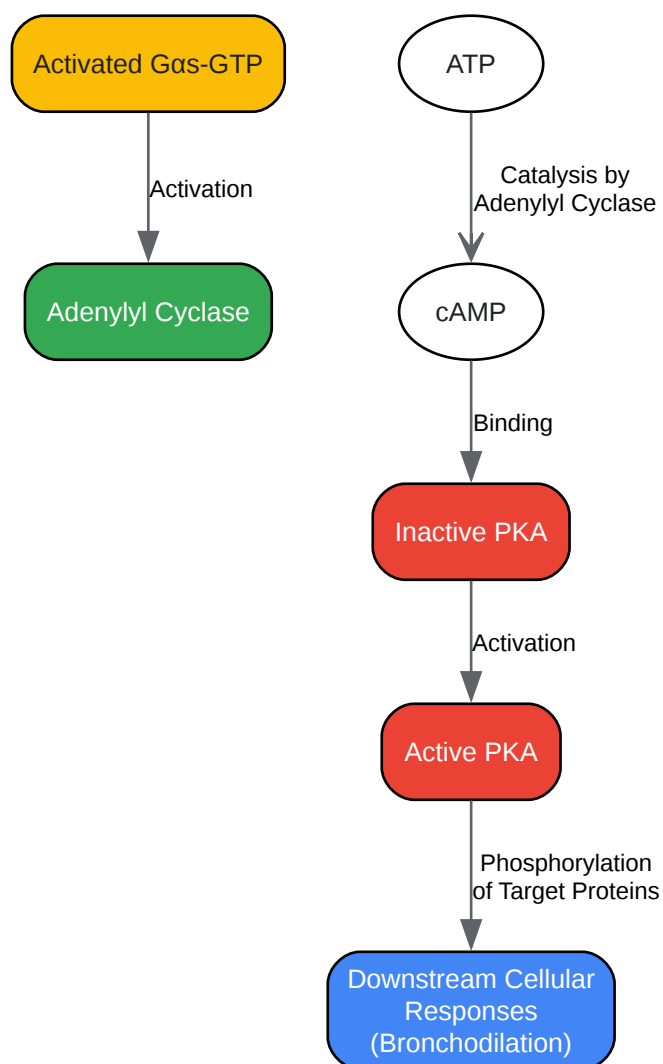 Activated Gαs-GTP
ATP
Activation
Catalysis by
Adenylyl Cyclase
Adenylyl Cyclase
cAMP
Binding
Inactive PKA
Activation
Active PKA
Phosphorylation
of Target Proteins
Downstream Cellular
Responses
(Bronchodilation)